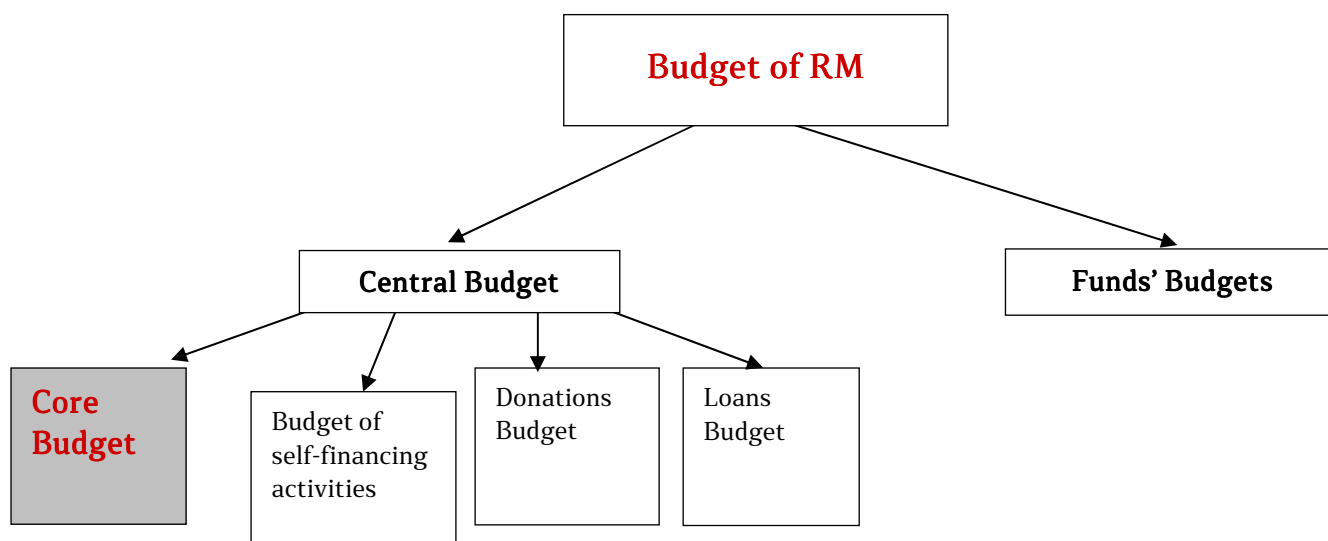 Budget of RM
Central Budget
Funds’ Budgets
Core
Budget
Budget of
self-financing
activities
Donations
Budget
Loans
Budget